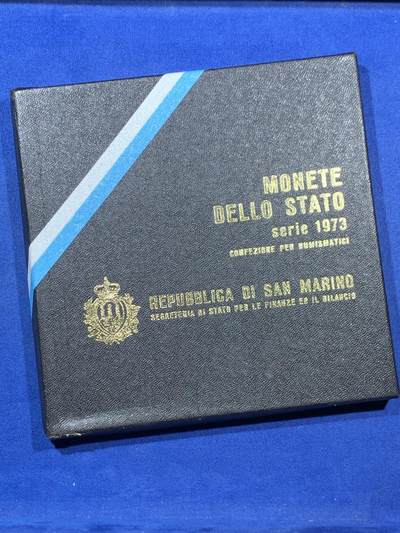 MONETE
DELLO STATO
serie 1973
CONFEZIONE PER NUMISMATICI
REPUBBLICA DI SAN MARINO
SEGRETERIA DI STATO PER LE FINANZE ED IL BILANCIO